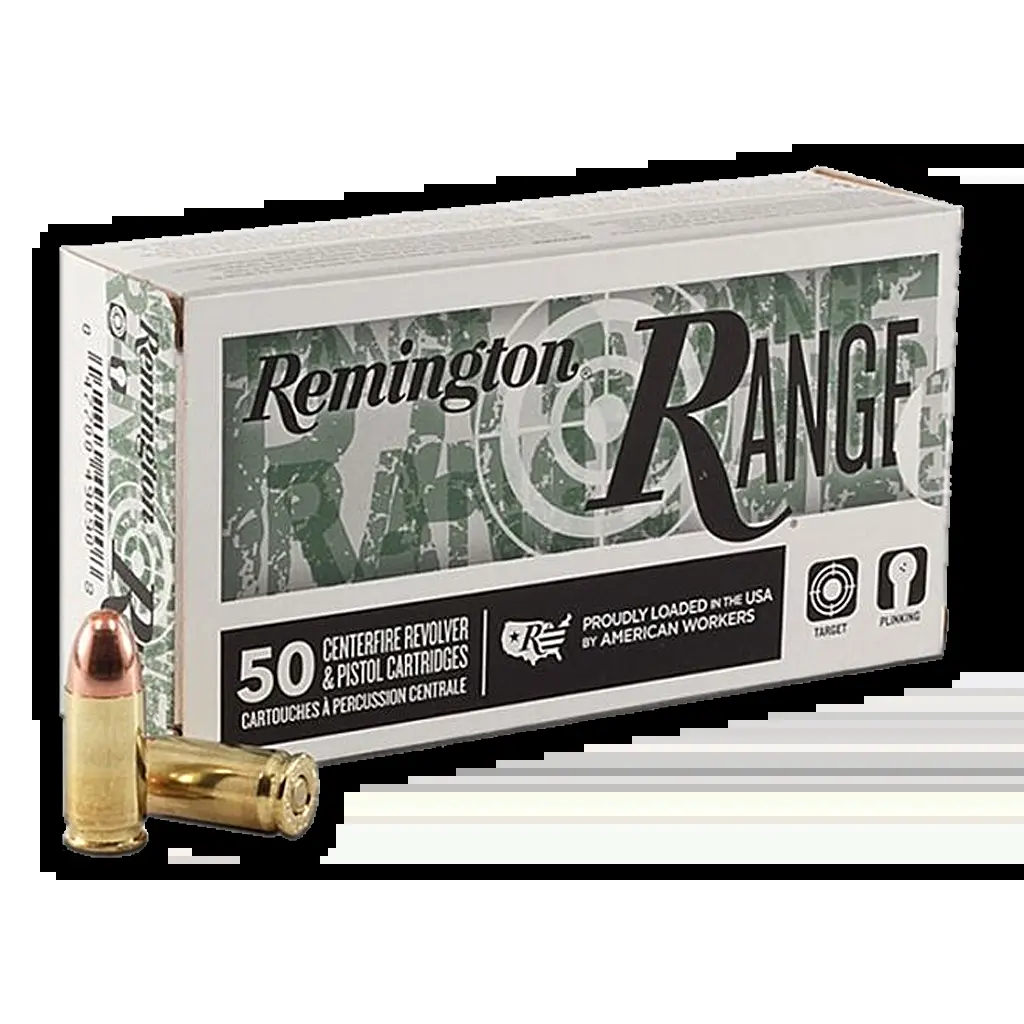 Remington®
RANGE
50 CENTERFIRE REVOLVER
& PISTOL CARTRIDGES
CARTOUCHES À PERCUSSION CENTRALE
R
PROUDLY LOADED IN THE USA
BY AMERICAN WORKERS
TARGET
PLINKING
Remington
R